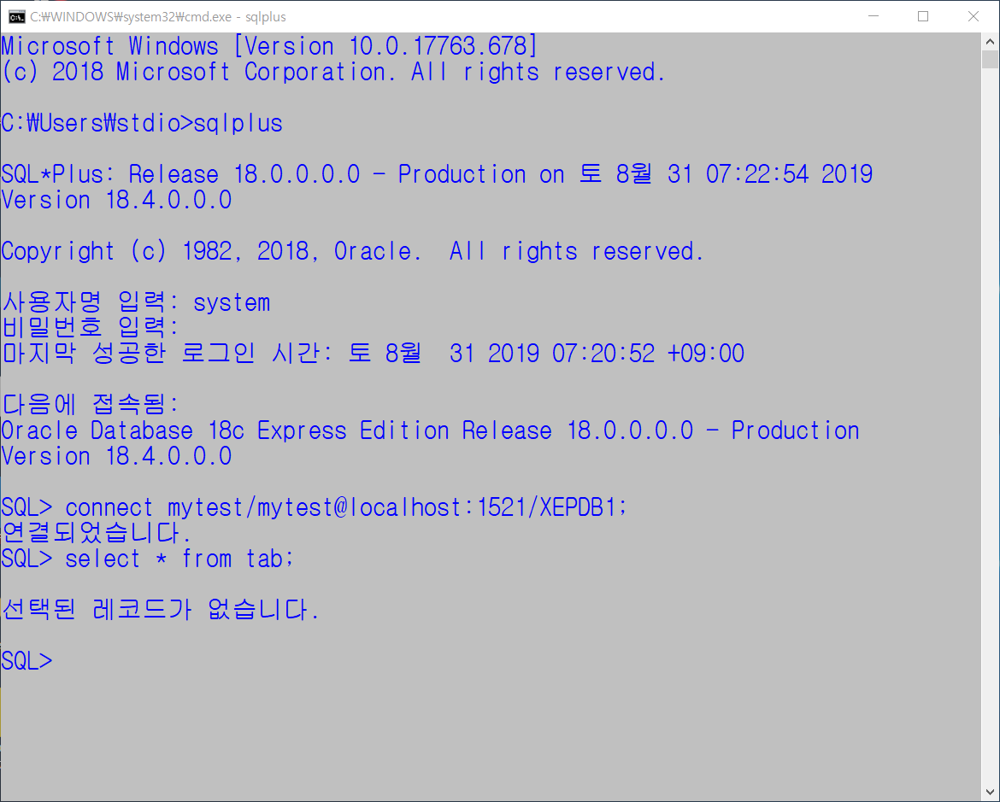 C:₩WINDOWS₩system32₩cmd.exe - sqlplus
Microsoft Windows [Version 10.0.17763.678]
(c) 2018 Microsoft Corporation. All rights reserved.
C:₩Users₩stdio>sqlplus
SQL*Plus: Release 18.0.0.0.0 - Production on 토 8월 31 07:22:54 2019
Version 18.4.0.0.0
Copyright (c) 1982, 2018, Oracle.  All rights reserved.
사용자명 입력: system
비밀번호 입력:
마지막 성공한 로그인 시간: 토 8월  31 2019 07:20:52 +09:00
다음에 접속됨:
Oracle Database 18c Express Edition Release 18.0.0.0.0 - Production
Version 18.4.0.0.0
SQL> connect mytest/mytest@localhost:1521/XEPDB1;
연결되었습니다.
SQL> select * from tab;
선택된 레코드가 없습니다.
SQL>